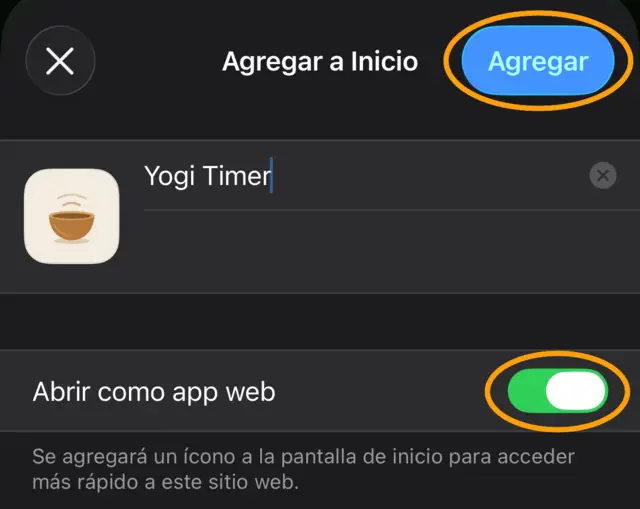 Agregar a Inicio
Agregar
Yogi Timer
Abrir como app web
Se agregará un ícono a la pantalla de inicio para acceder
más rápido a este sitio web.